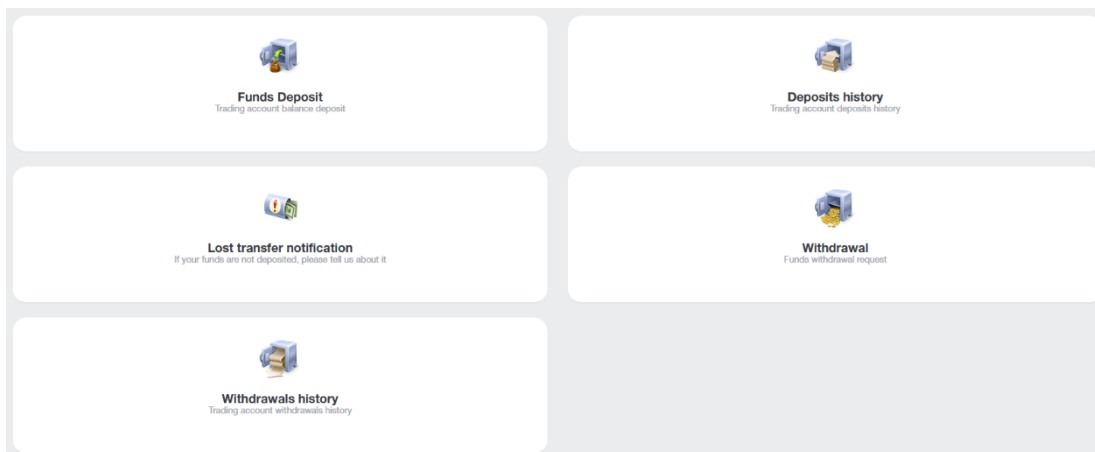 Funds Deposit
Trading account balance deposit
Deposits history
Trading account deposits history
Lost transfer notification
If your funds are not deposited, please tell us about it
Withdrawal
Funds withdrawal request
Withdrawals history
Trading account withdrawals history